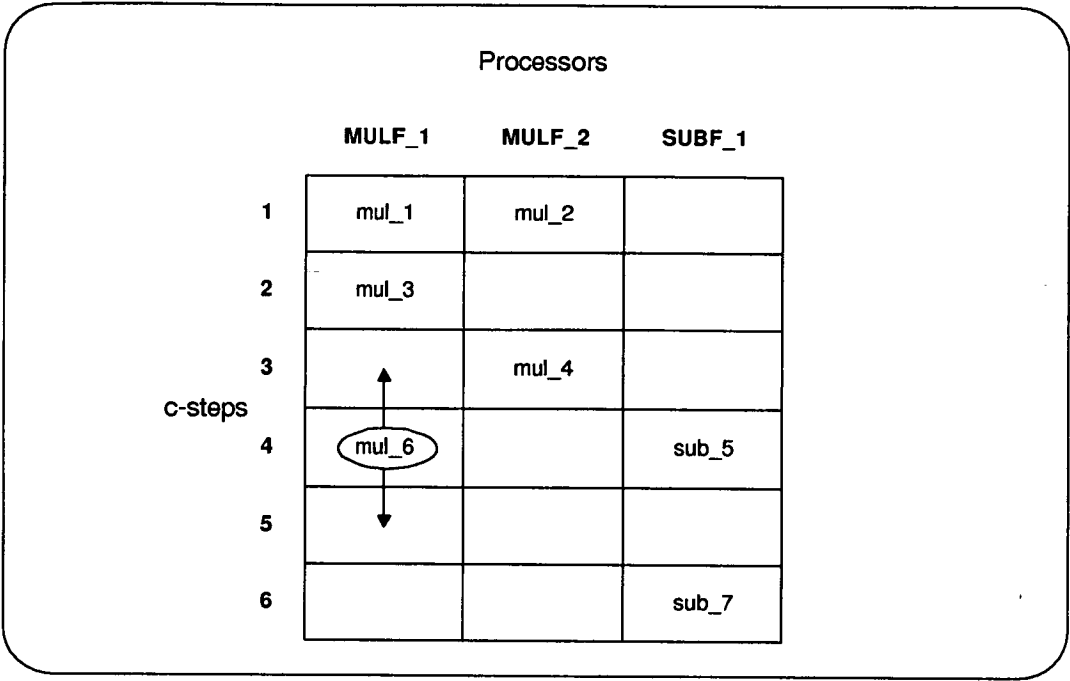 Processors
MULF_1 MULF_2 SUBF_1
1 mul_1 mul_2
2 mul_3
3 mul_4
c-steps
4 mul_6 sub_5
5
6 sub_7